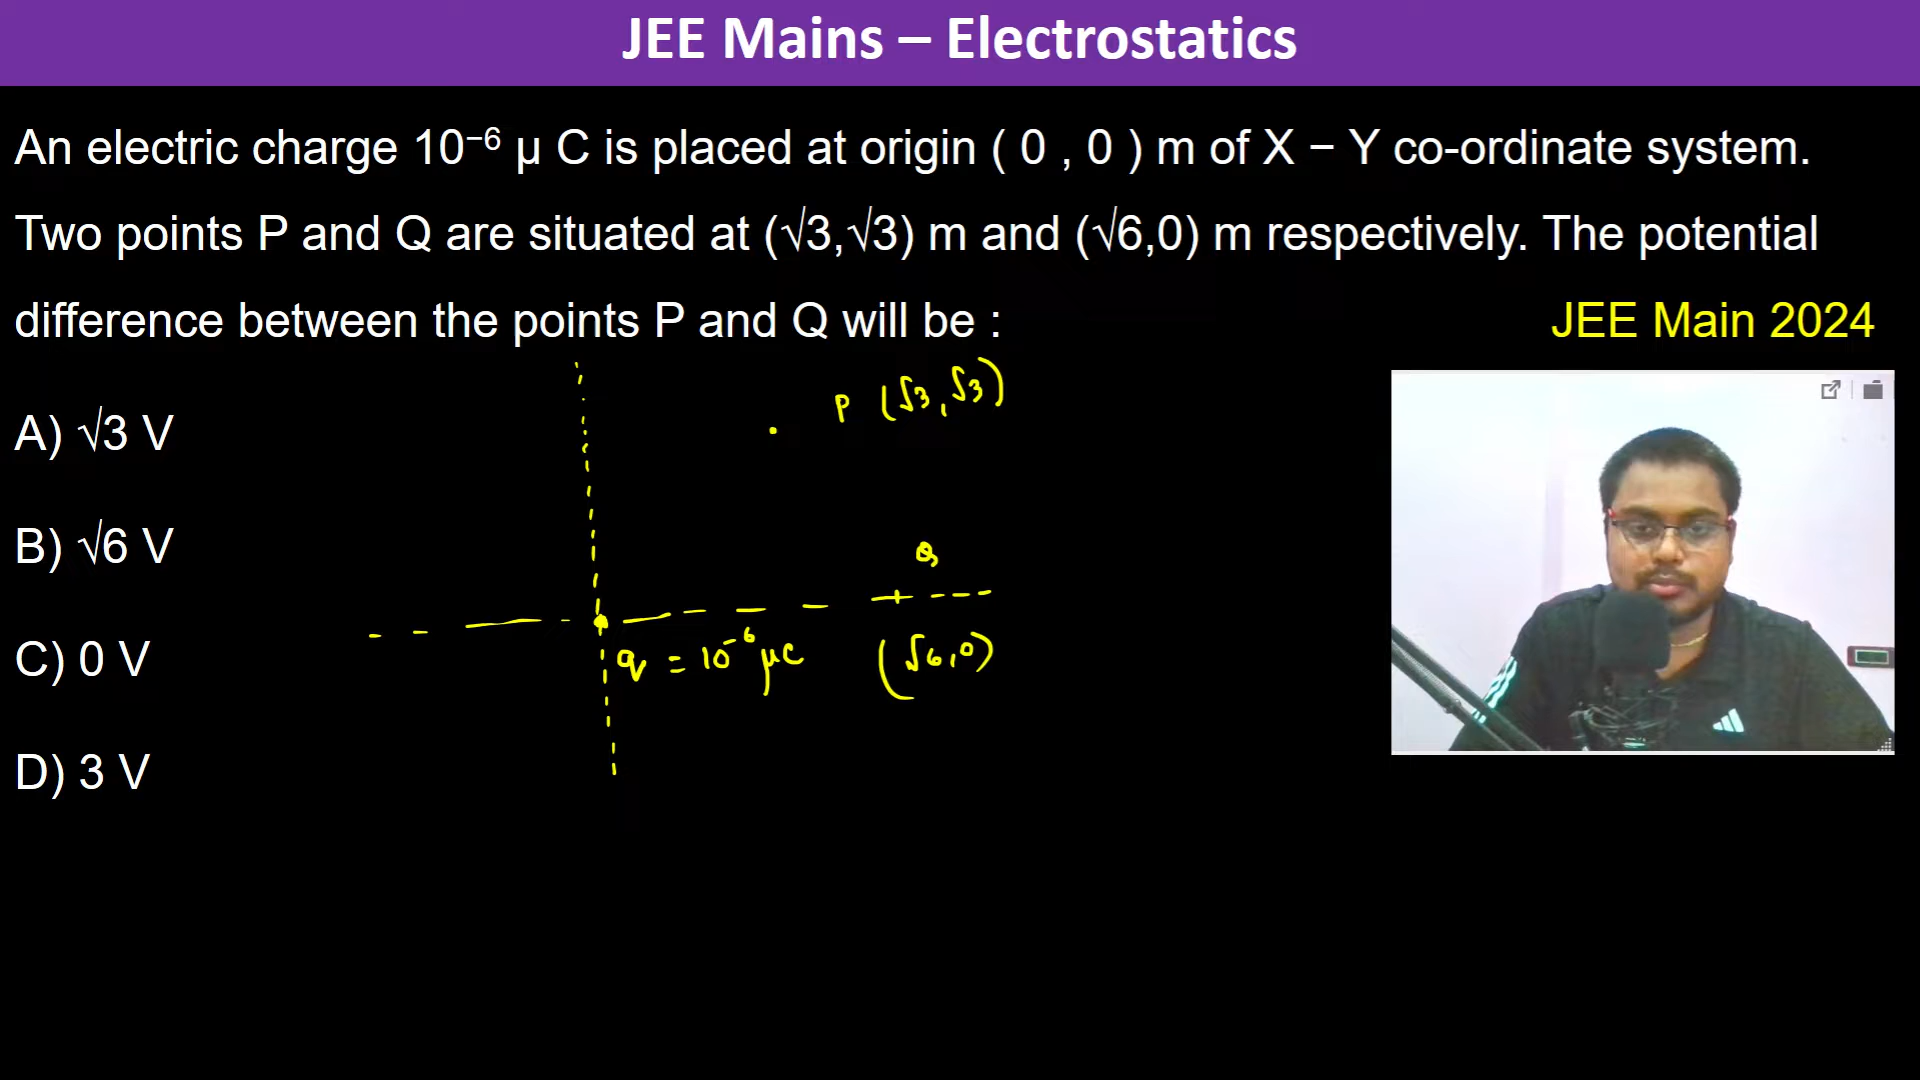 JEE Mains – Electrostatics
An electric charge 10⁻⁶ μ C is placed at origin ( 0 , 0 ) m of X − Y co-ordinate system.
Two points P and Q are situated at (√3,√3) m and (√6,0) m respectively. The potential
difference between the points P and Q will be :
JEE Main 2024
P (√3,√3)
A) √3 V
B) √6 V
Q
C) 0 V
q = 10⁻⁶ μC
(√6,0)
D) 3 V